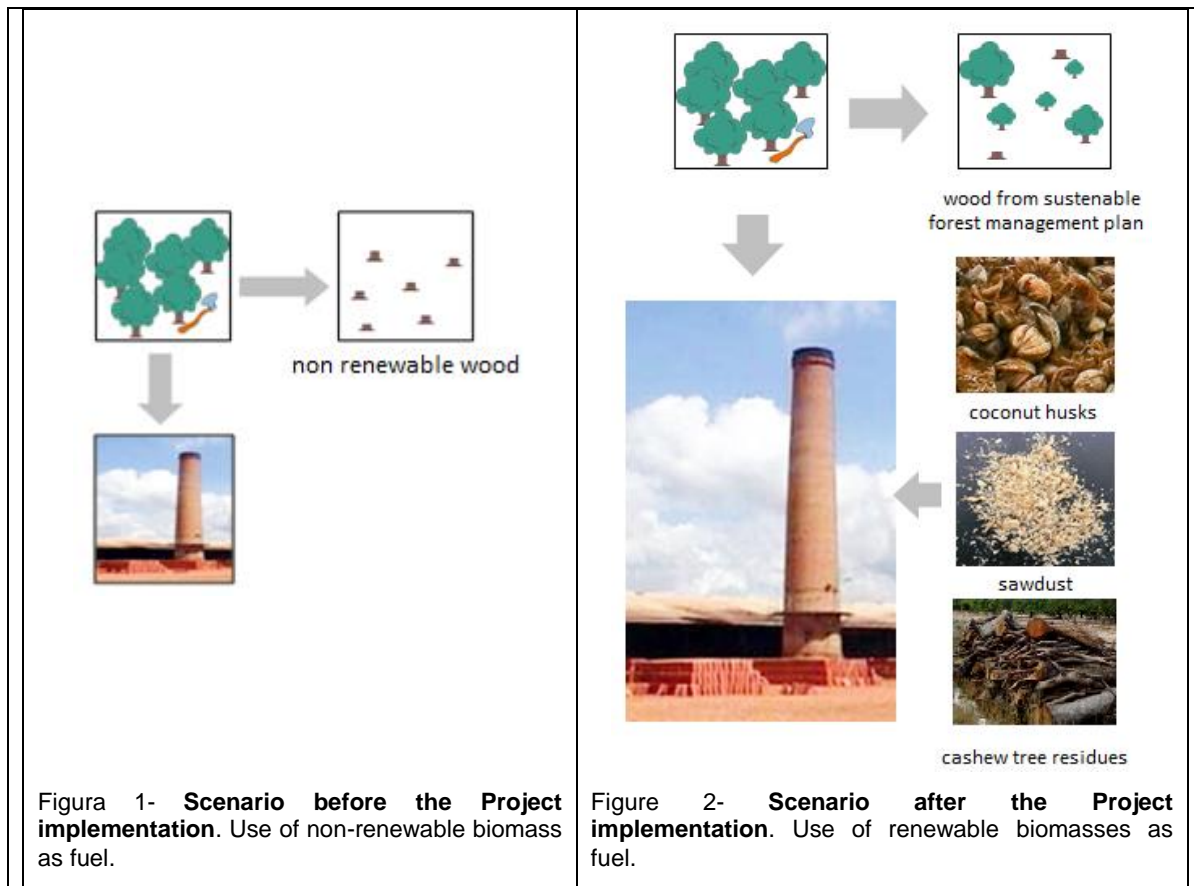 non renewable wood
Figura 1- Scenario before the Project
implementation. Use of non-renewable biomass
as fuel.
wood from sustenable
forest management plan
coconut husks
sawdust
cashew tree residues
Figure 2- Scenario after the Project
implementation. Use of renewable biomasses as
fuel.